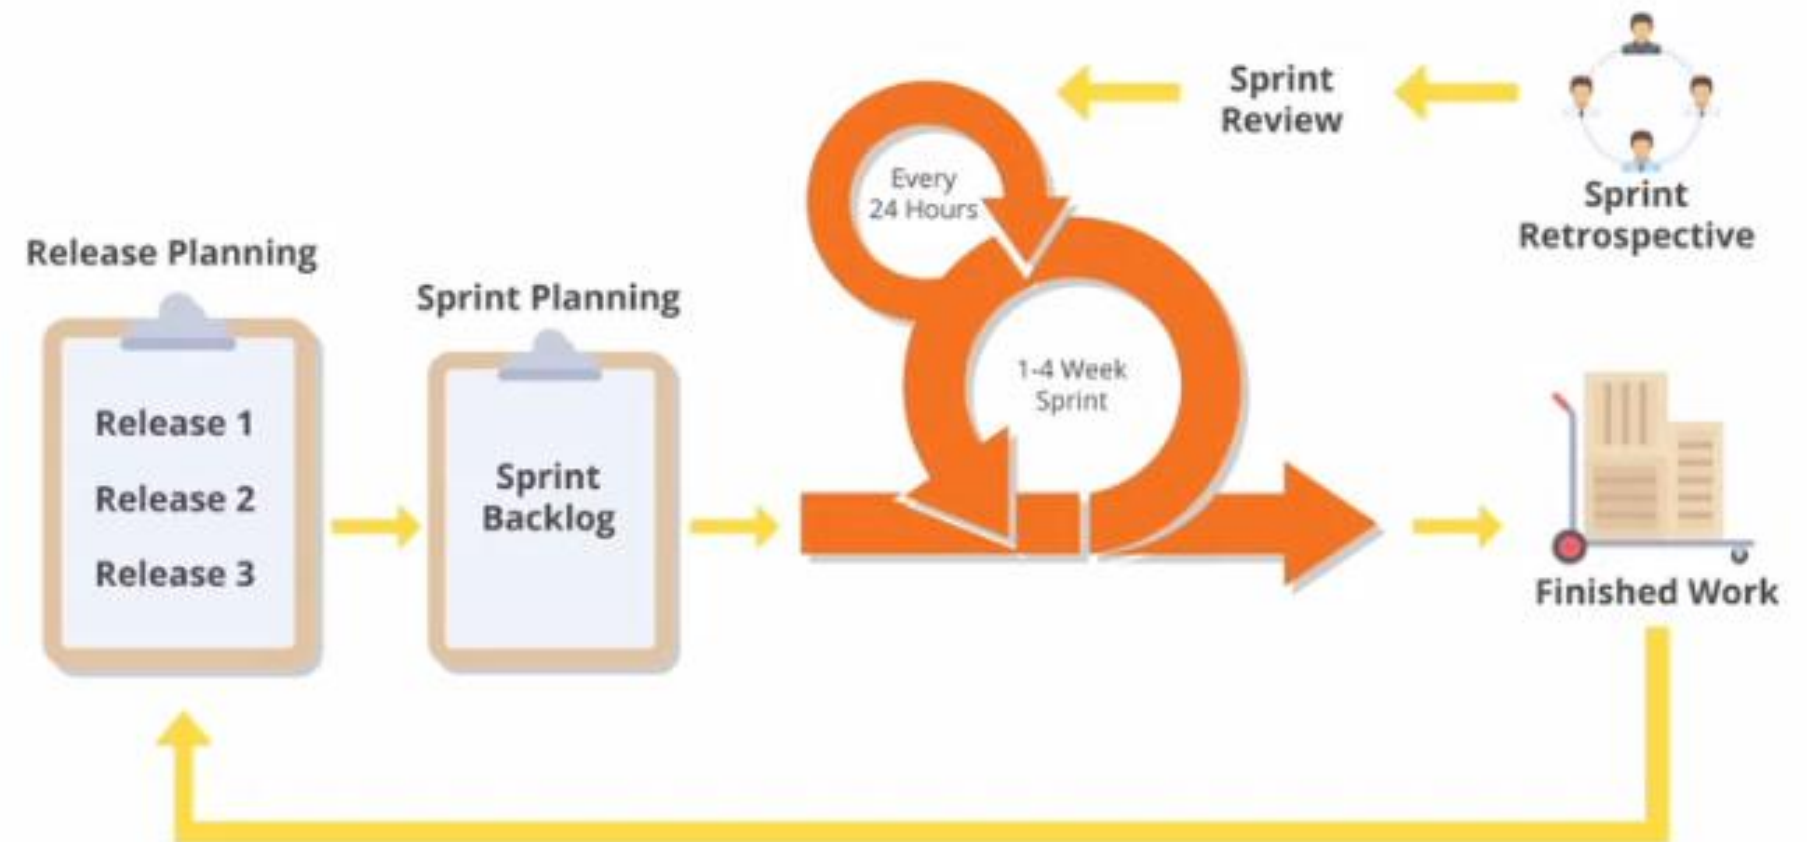 Release Planning
Release 1
Release 2
Release 3
Sprint Planning
Sprint
Backlog
Every
24 Hours
1-4 Week
Sprint
Sprint
Review
Sprint
Retrospective
Finished Work